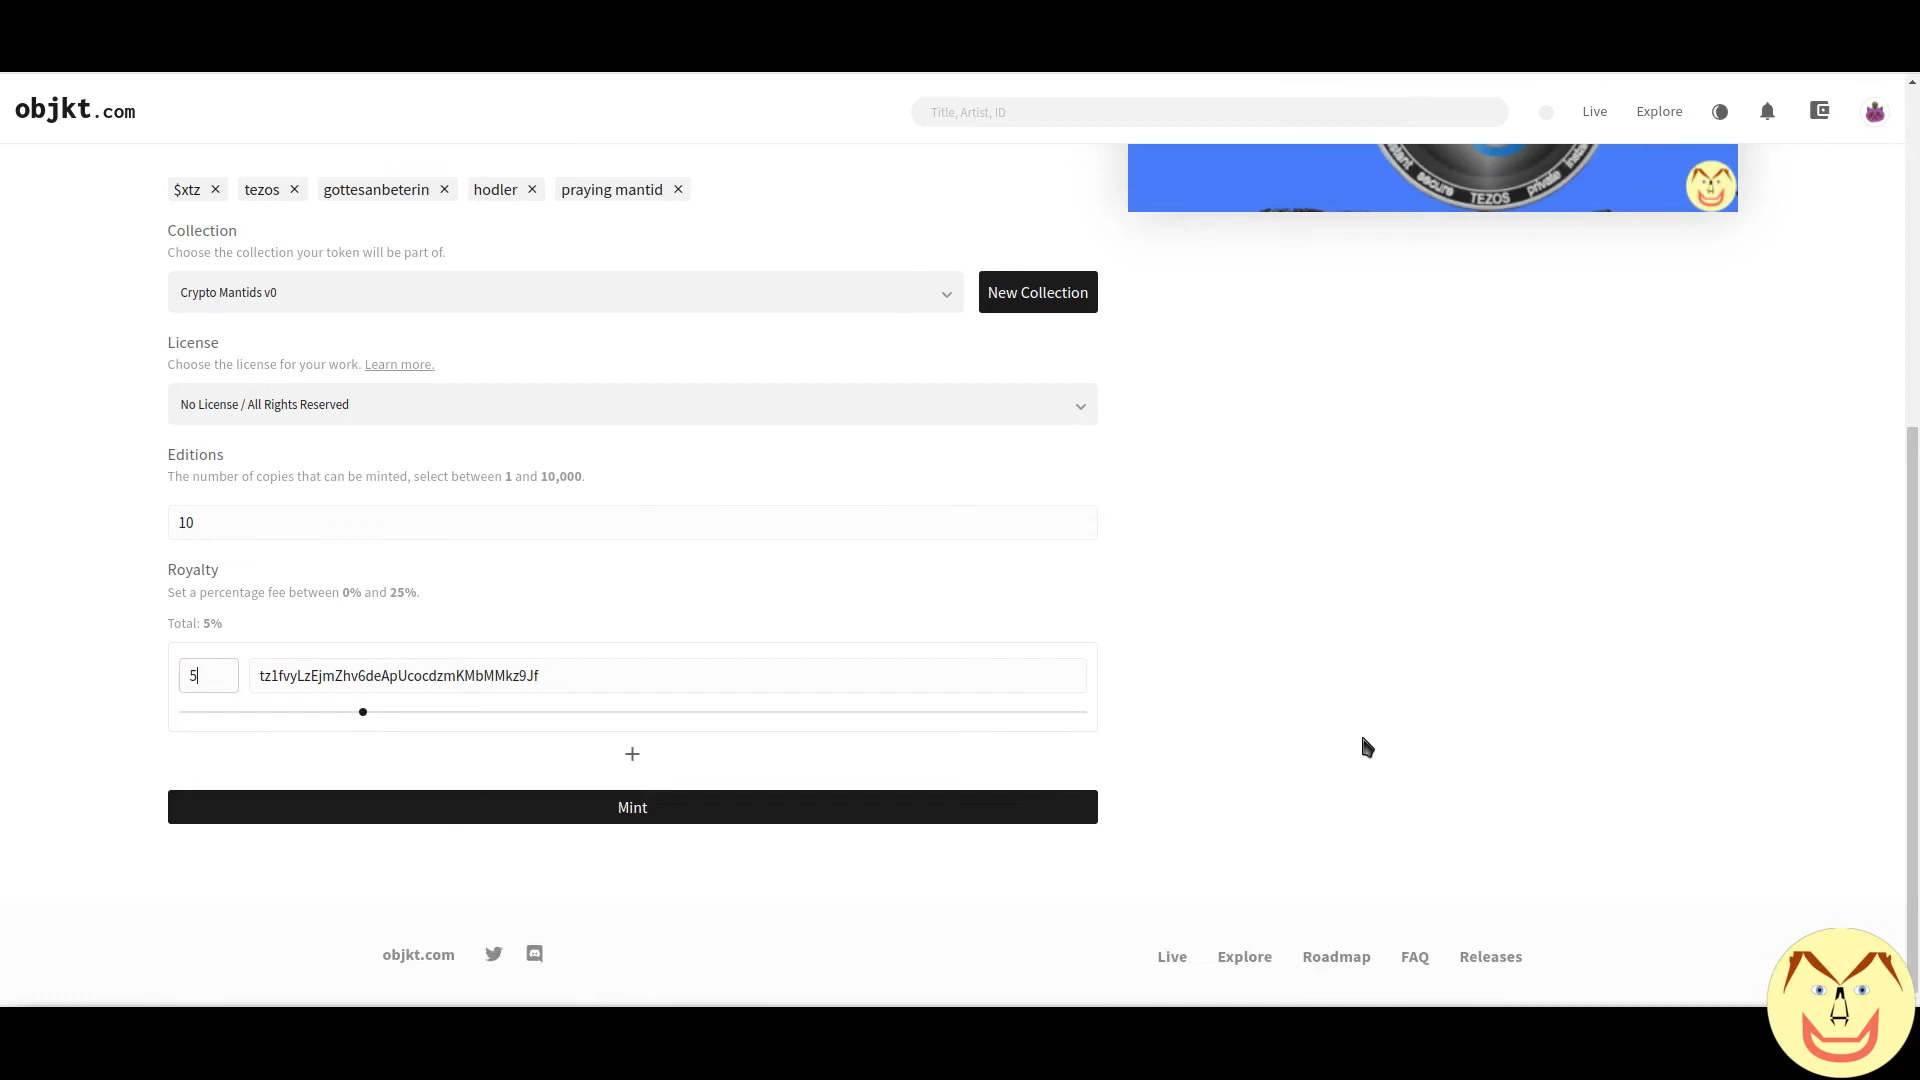 objkt.com
Title, Artist, ID
Live
Explore
$xtz ×
tezos ×
gottesanbeterin ×
hodler ×
praying mantid ×
secure TEZOS private
Collection
Choose the collection your token will be part of.
Crypto Mantids v0
New Collection
License
Choose the license for your work. Learn more.
No License / All Rights Reserved
Editions
The number of copies that can be minted, select between 1 and 10,000.
10
Royalty
Set a percentage fee between 0% and 25%.
Total: 5%
5
tz1fvyLzEjmZhv6deApUcocdzmKMbMMkz9Jf
+
Mint
objkt.com
Live
Explore
Roadmap
FAQ
Releases